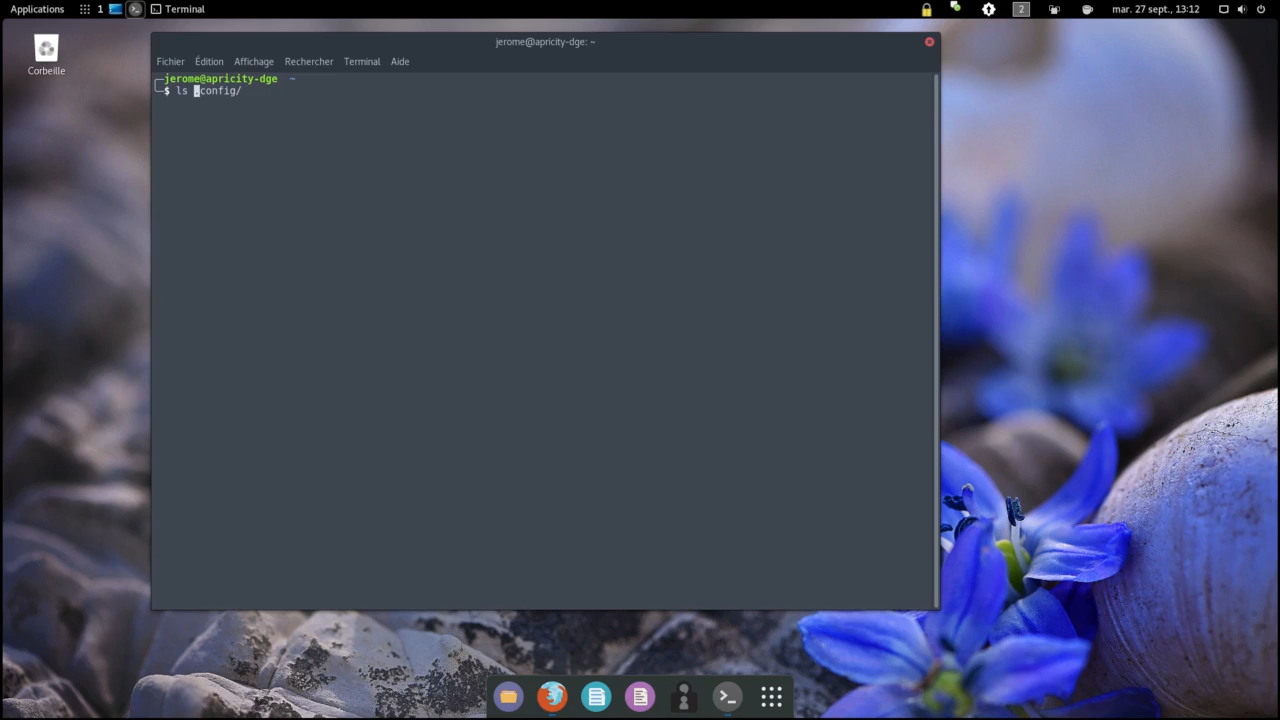 Applications 1 Terminal 2 mar. 27 sept., 13:12
Corbeille
jerome@apricity-dge: ~
Fichier Édition Affichage Rechercher Terminal Aide
jerome@apricity-dge ~
$ ls .config/